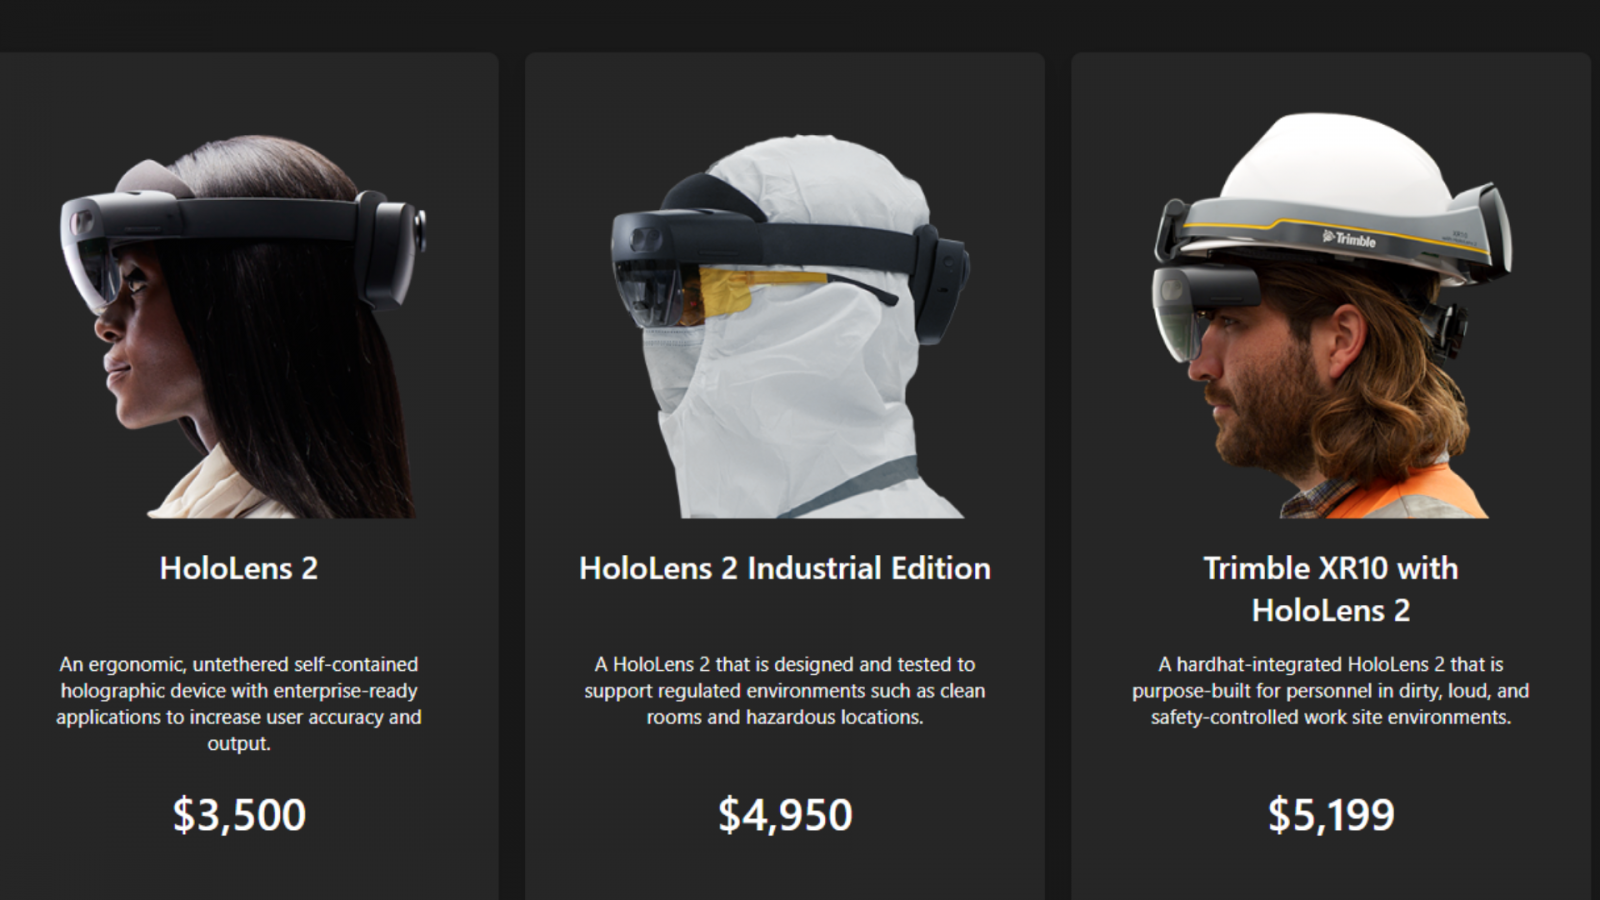 Trimble
XR10
HoloLens 2
An ergonomic, untethered self-contained
holographic device with enterprise-ready
applications to increase user accuracy and
output.
$3,500
HoloLens 2 Industrial Edition
A HoloLens 2 that is designed and tested to
support regulated environments such as clean
rooms and hazardous locations.
$4,950
Trimble XR10 with
HoloLens 2
A hardhat-integrated HoloLens 2 that is
purpose-built for personnel in dirty, loud, and
safety-controlled work site environments.
$5,199